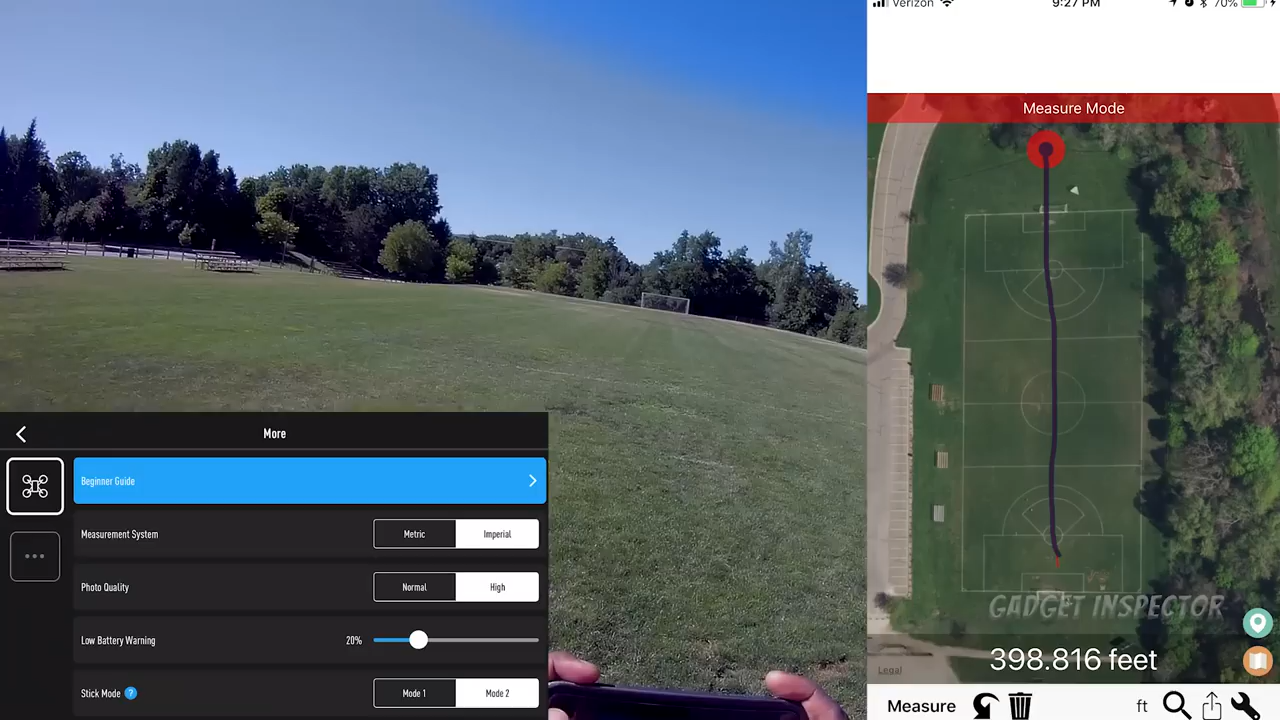 Verizon
9:27 PM
70%
Measure Mode
More
Beginner Guide
Measurement System
Metric
Imperial
Photo Quality
Normal
High
Low Battery Warning
20%
Stick Mode ?
Mode 1
Mode 2
GADGET INSPECTOR
398.816 feet
Legal
Measure
ft